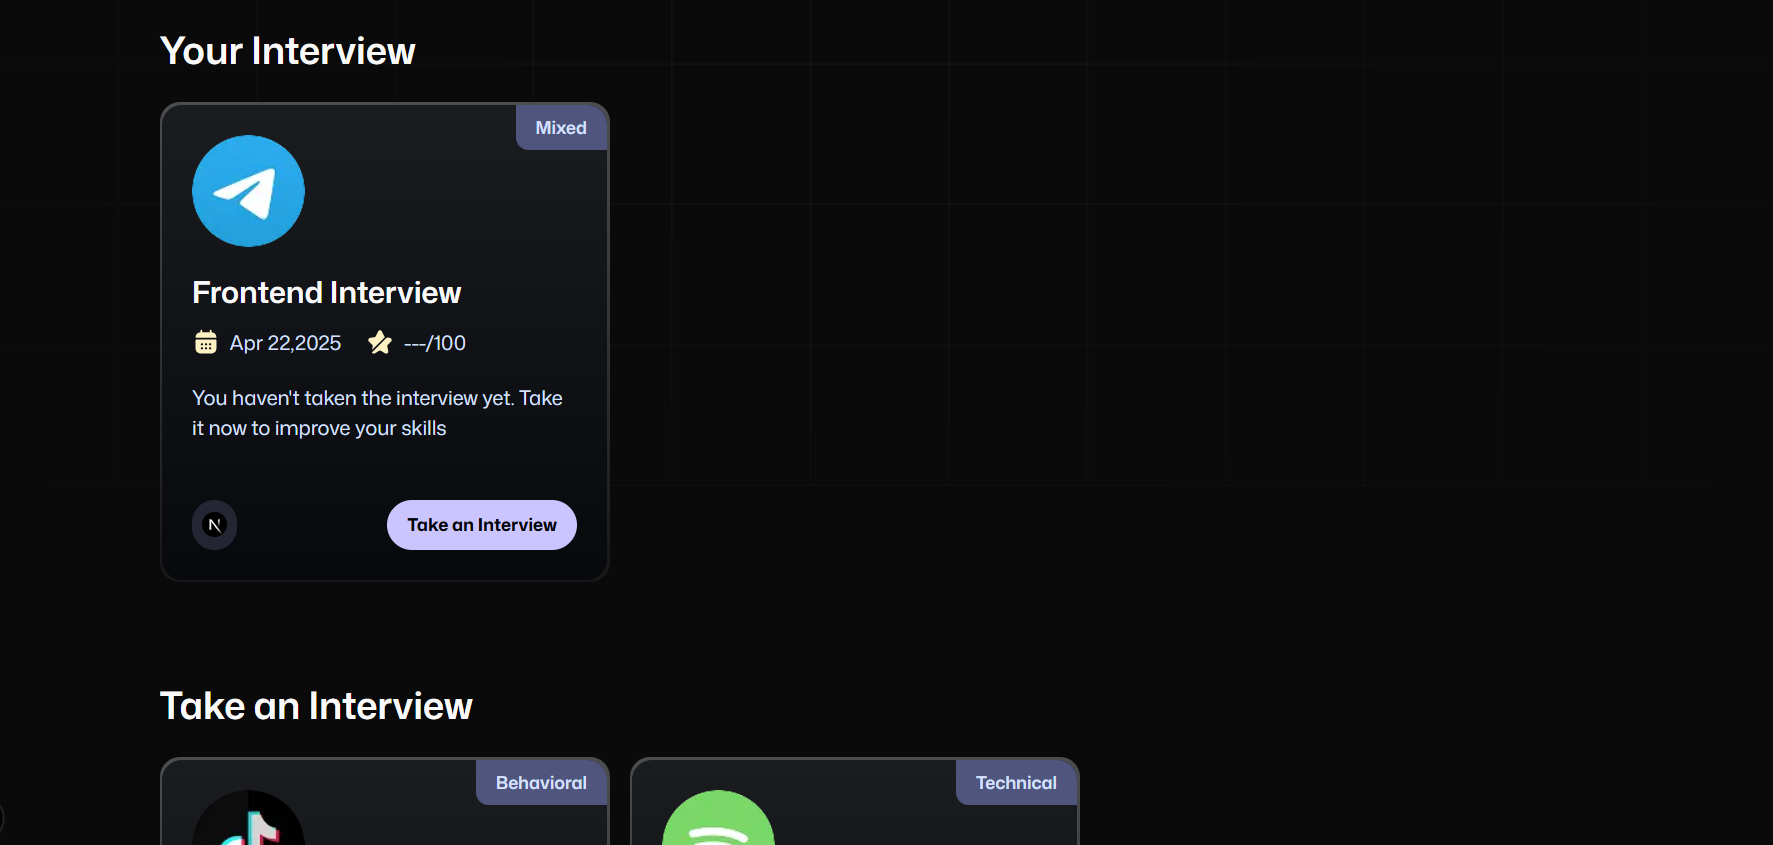 Your Interview
Mixed
Frontend Interview
Apr 22,2025 ---/100
You haven't taken the interview yet. Take
it now to improve your skills
N
Take an Interview
Take an Interview
Behavioral
Technical